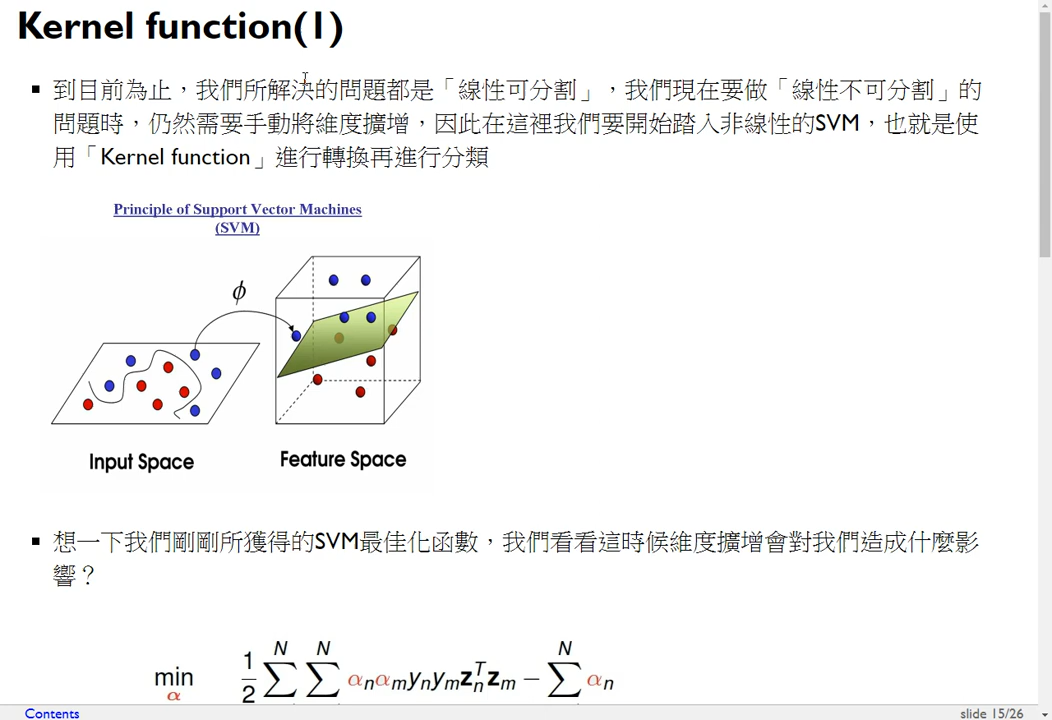 Kernel function(1)
到目前為止，我們所解決的問題都是「線性可分割」，我們現在要做「線性不可分割」的
問題時，仍然需要手動將維度擴增，因此在這裡我們要開始踏入非線性的SVM，也就是使
用「Kernel function」進行轉換再進行分類
Principle of Support Vector Machines
(SVM)
ϕ
Input Space
Feature Space
想一下我們剛剛所獲得的SVM最佳化函數，我們看看這時候維度擴增會對我們造成什麼影
響？
min α 1/2 ∑N ∑N αnαmynymznTzm − ∑N αn
Contents
slide 15/26